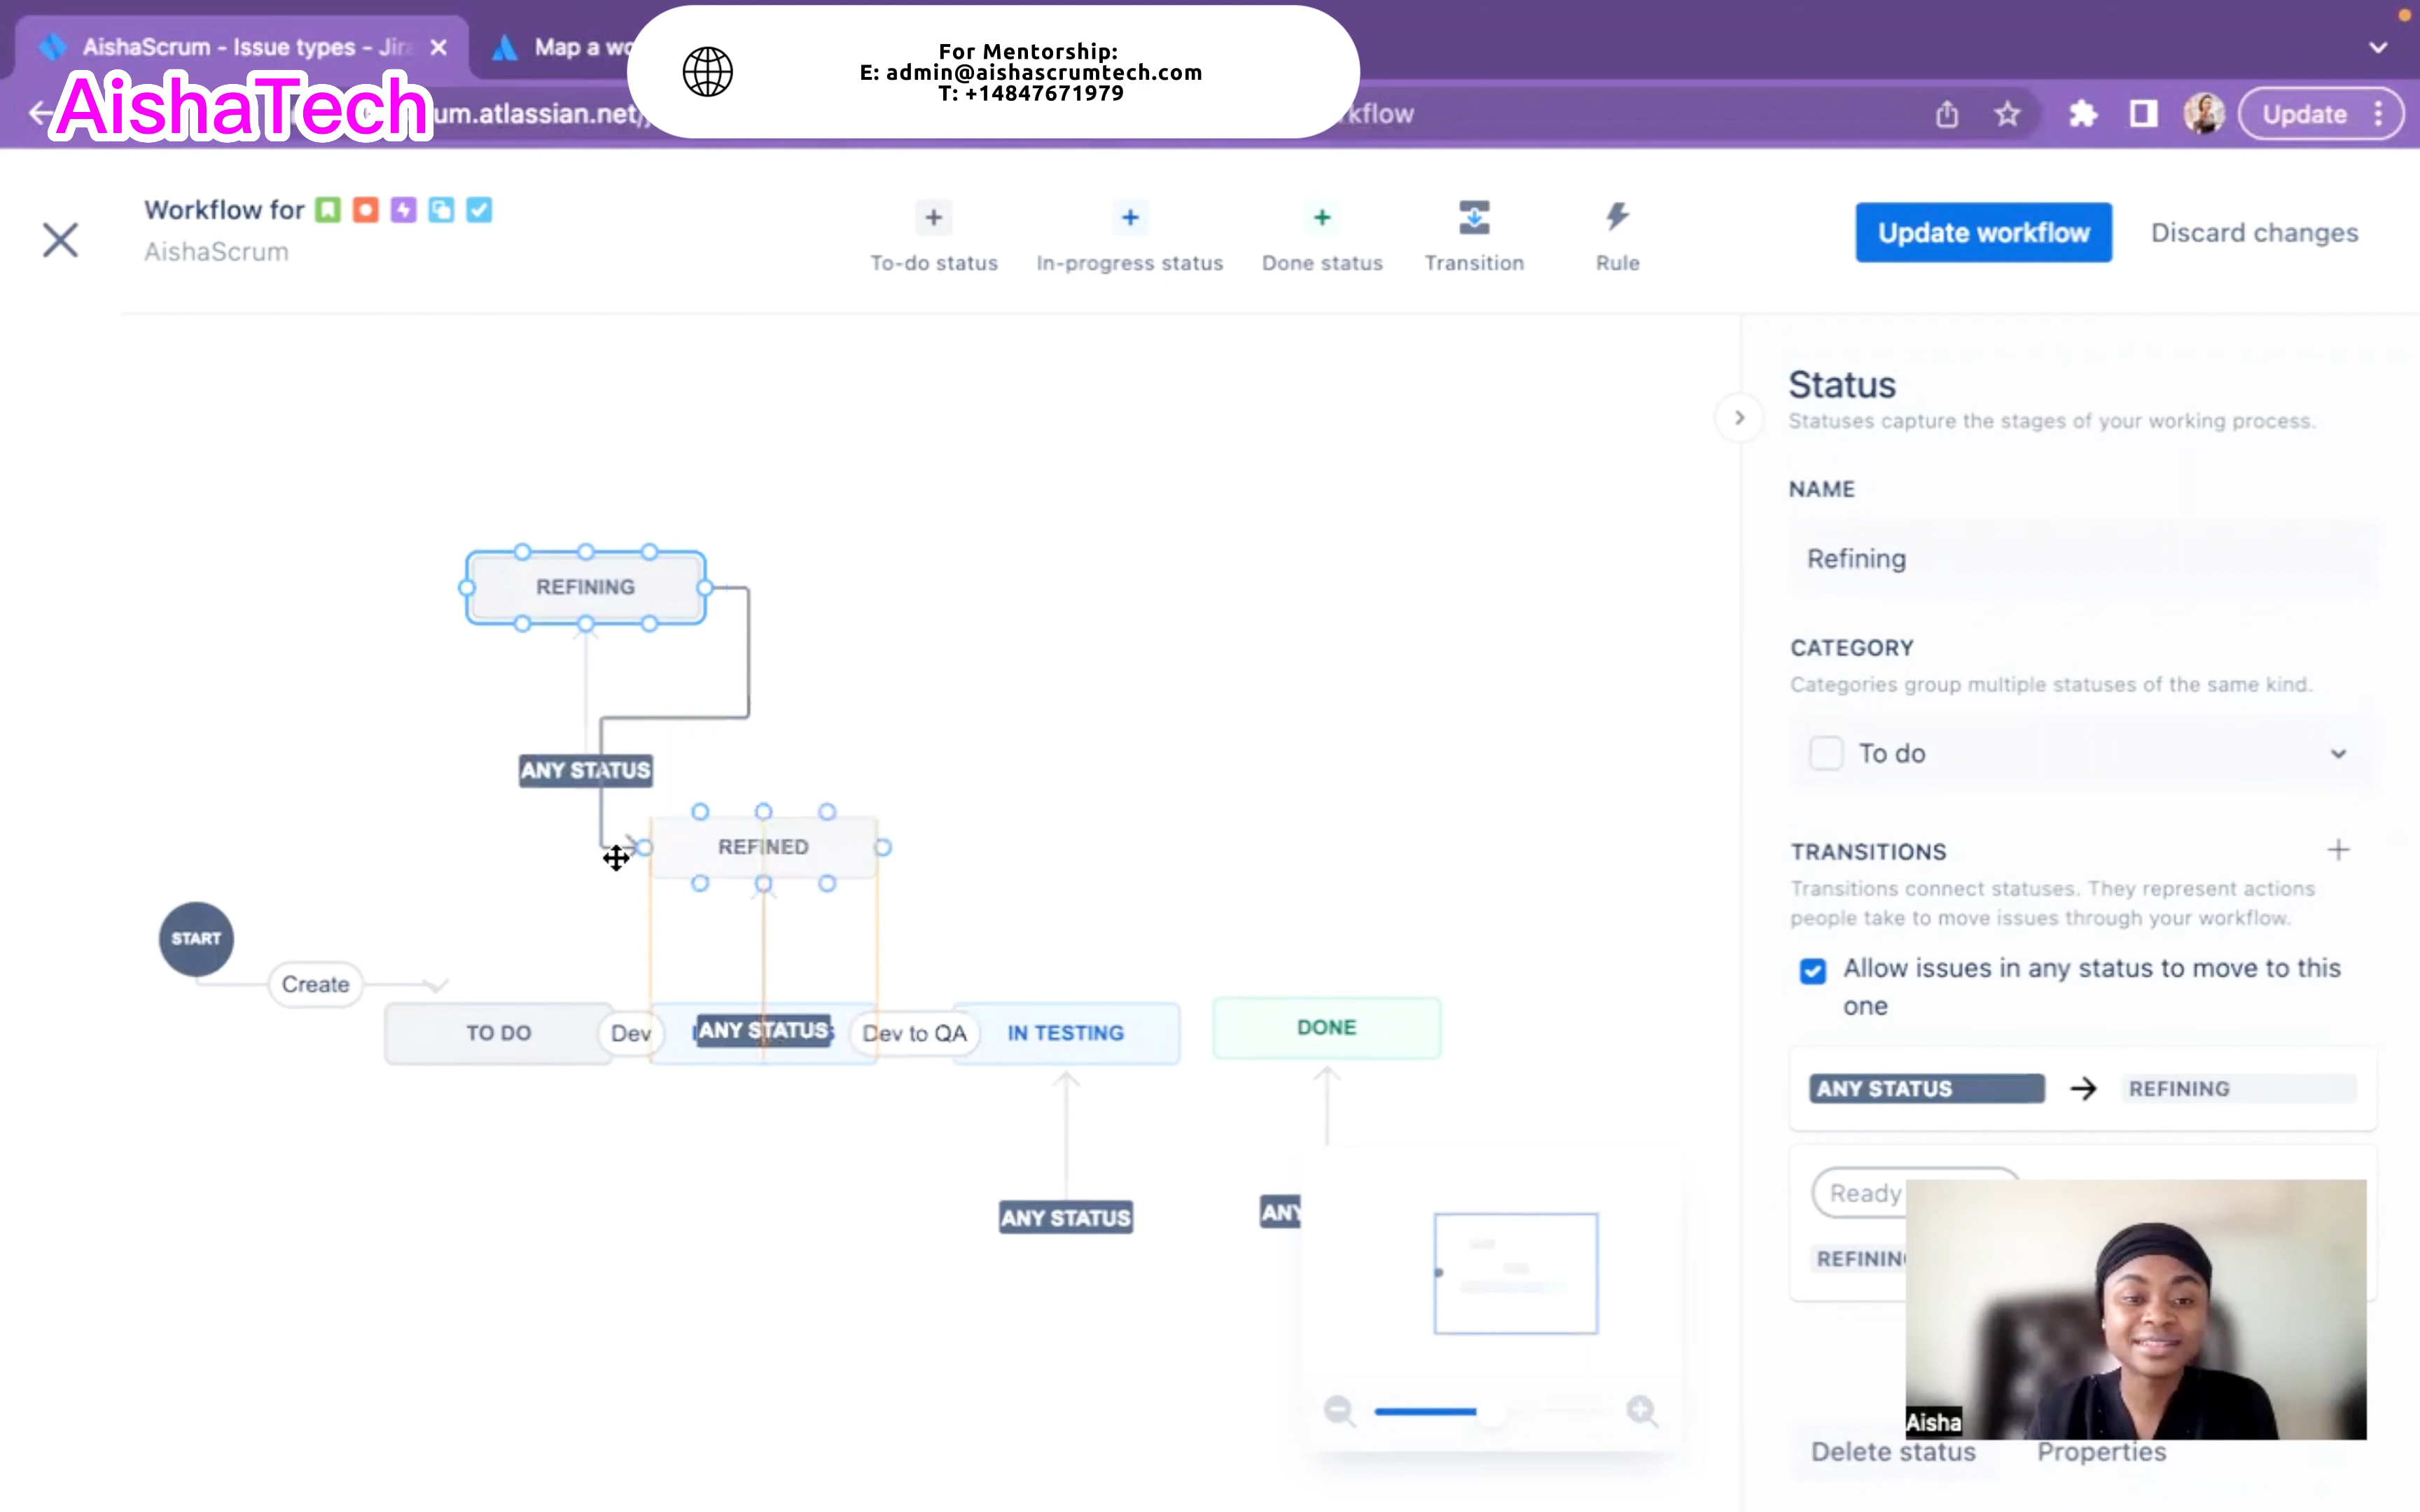 AishaScrum - Issue types - Jira
Map a wo
For Mentorship:
E: admin@aishascrumtech.com
T: +14847671979
AishaTech
um.atlassian.net/
rkflow
Update
Workflow for
AishaScrum
To-do status
In-progress status
Done status
Transition
Rule
Update workflow
Discard changes
Status
Statuses capture the stages of your working process.
NAME
Refining
CATEGORY
Categories group multiple statuses of the same kind.
To do
TRANSITIONS
Transitions connect statuses. They represent actions
people take to move issues through your workflow.
Allow issues in any status to move to this
one
ANY STATUS
REFINING
Ready
REFINING
Aisha
Delete status
Properties
REFINING
ANY STATUS
REFINED
START
Create
TO DO
Dev
ANY STATUS
Dev to QA
IN TESTING
DONE
ANY STATUS
ANY